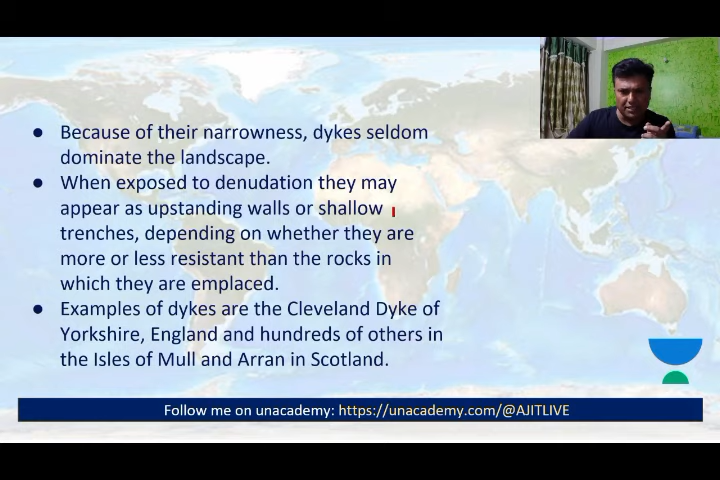 ● Because of their narrowness, dykes seldom
dominate the landscape.
● When exposed to denudation they may
appear as upstanding walls or shallow
trenches, depending on whether they are
more or less resistant than the rocks in
which they are emplaced.
● Examples of dykes are the Cleveland Dyke of
Yorkshire, England and hundreds of others in
the Isles of Mull and Arran in Scotland.
Follow me on unacademy: https://unacademy.com/@AJITLIVE